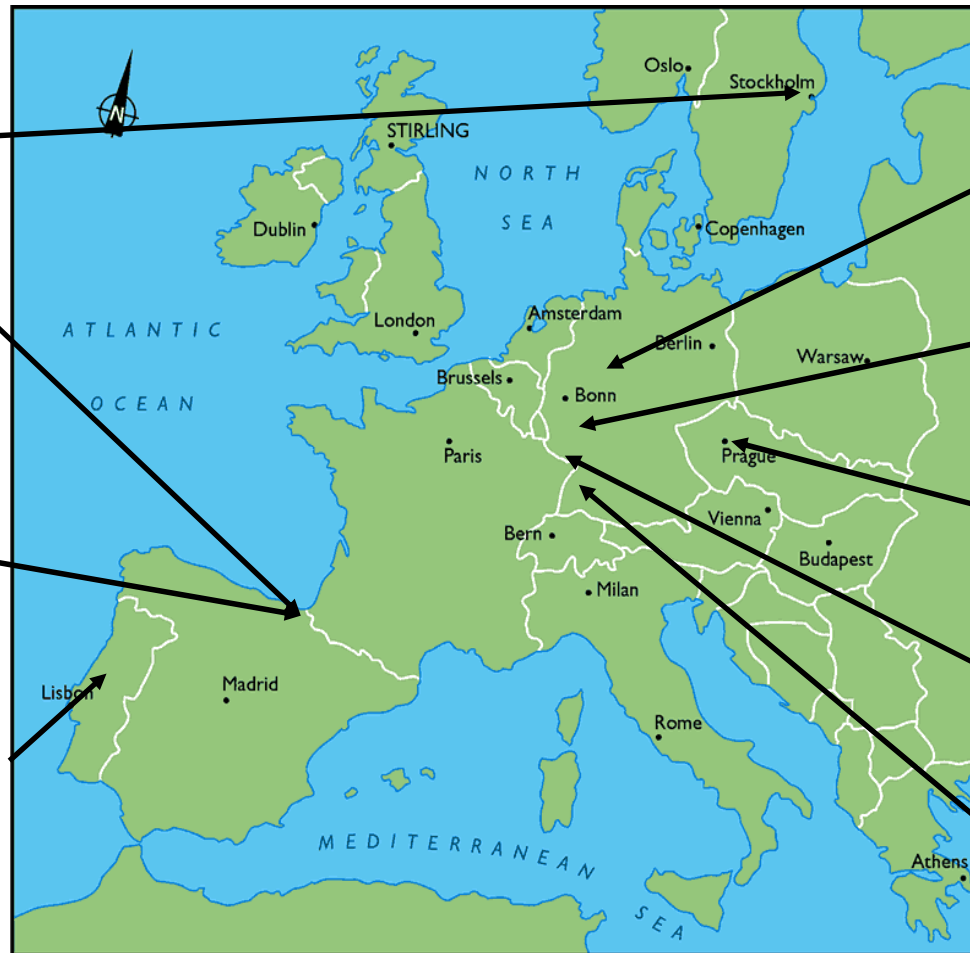 Oslo
Stockholm
N
STIRLING
NORTH
SEA
Dublin
Copenhagen
ATLANTIC
OCEAN
London
Amsterdam
Berlin
Warsaw
Brussels
Bonn
Paris
Prague
Vienna
Bern
Budapest
Milan
Lisbon
Madrid
Rome
MEDITERRANEAN
SEA
Athens